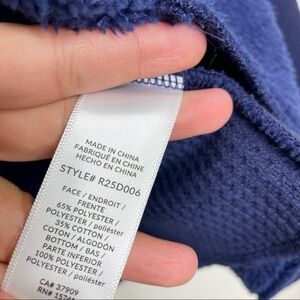 MADE IN CHINA
FABRIQUÉ EN CHINE
HECHO EN CHINA
STYLE# R25D006
FACE / ENDROIT /
FRENTE
65% POLYESTER /
POLYESTER / poliéster
35% COTTON /
COTON / ALGODÓN
BOTTOM / BAS /
PARTE INFERIOR
100% POLYESTER /
POLYESTER / poliéster
CA# 37909